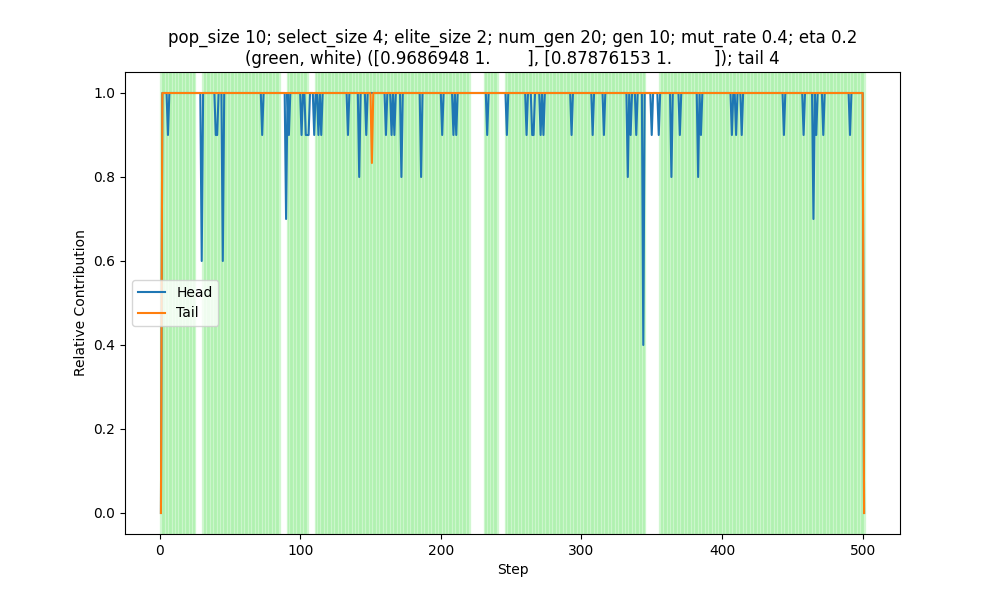 pop_size 10; select_size 4; elite_size 2; num_gen 20; gen 10; mut_rate 0.4; eta 0.2
(green, white) ([0.9686948 1.       ], [0.87876153 1.        ]); tail 4
1.0
0.8
0.6
0.4
0.2
0.0
Relative Contribution
Head
Tail
0
100
200
300
400
500
Step